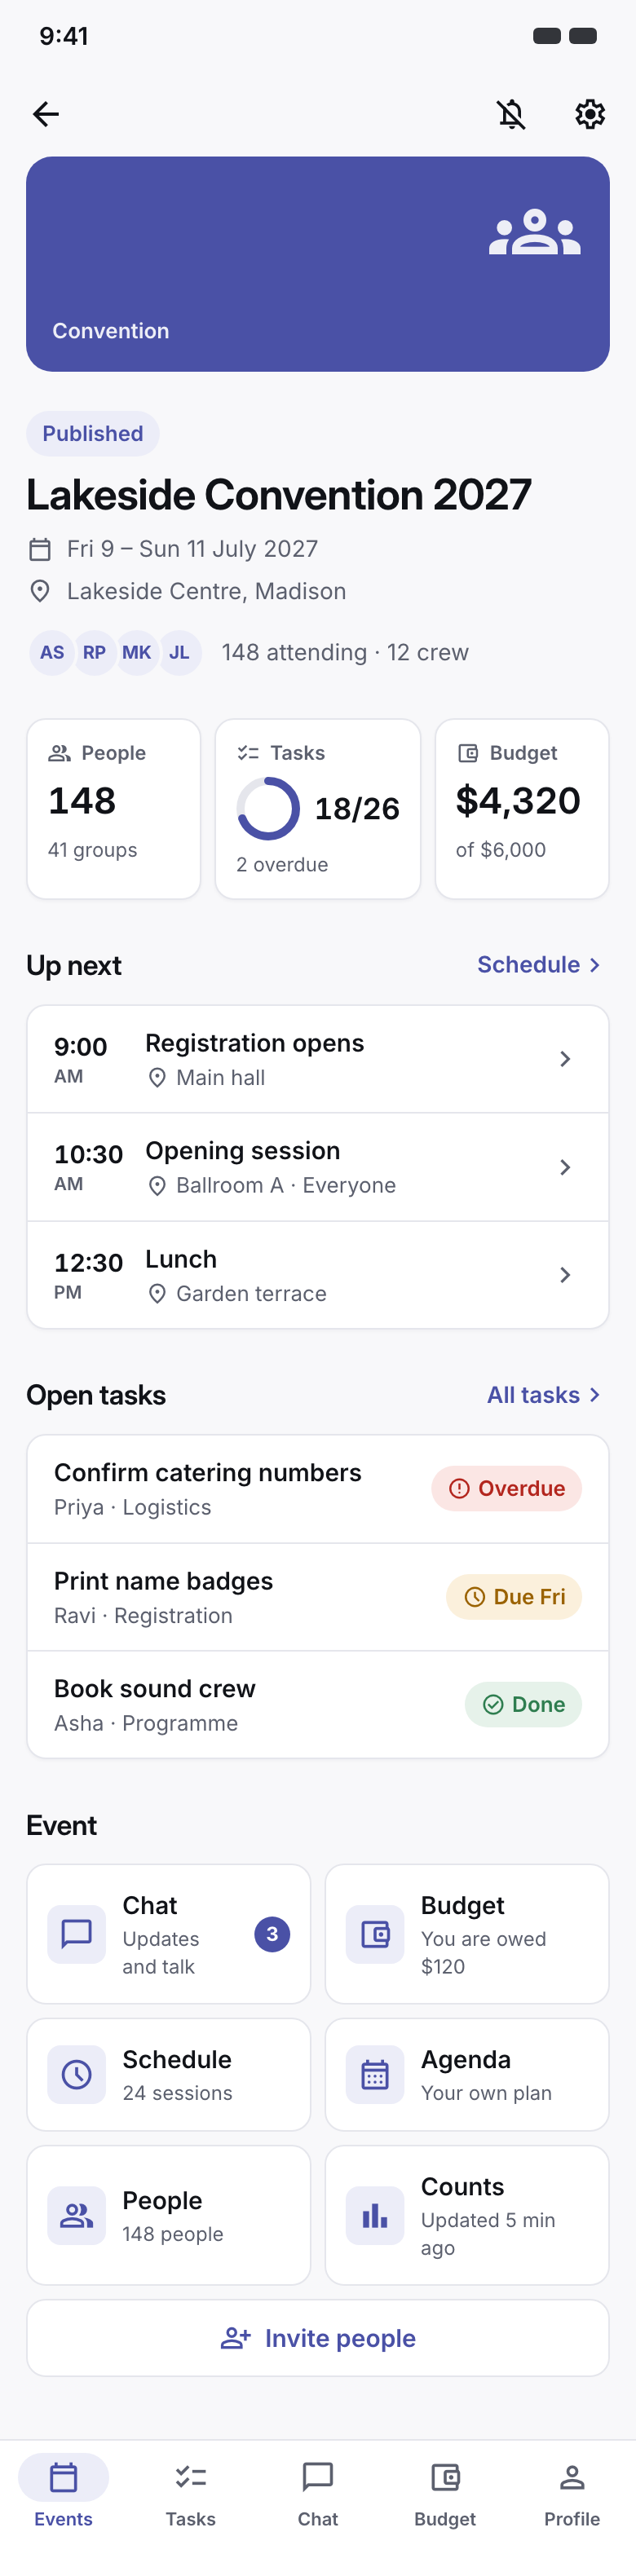 9:41
Convention
Published
Lakeside Convention 2027
Fri 9 – Sun 11 July 2027
Lakeside Centre, Madison
AS RP MK JL 148 attending · 12 crew
People
148
41 groups
Tasks
18/26
2 overdue
Budget
$4,320
of $6,000
Up next
Schedule
9:00
AM
Registration opens
Main hall
10:30
AM
Opening session
Ballroom A · Everyone
12:30
PM
Lunch
Garden terrace
Open tasks
All tasks
Confirm catering numbers
Priya · Logistics
Overdue
Print name badges
Ravi · Registration
Due Fri
Book sound crew
Asha · Programme
Done
Event
Chat
Updates
and talk
3
Budget
You are owed
$120
Schedule
24 sessions
Agenda
Your own plan
People
148 people
Counts
Updated 5 min
ago
Invite people
Events
Tasks
Chat
Budget
Profile